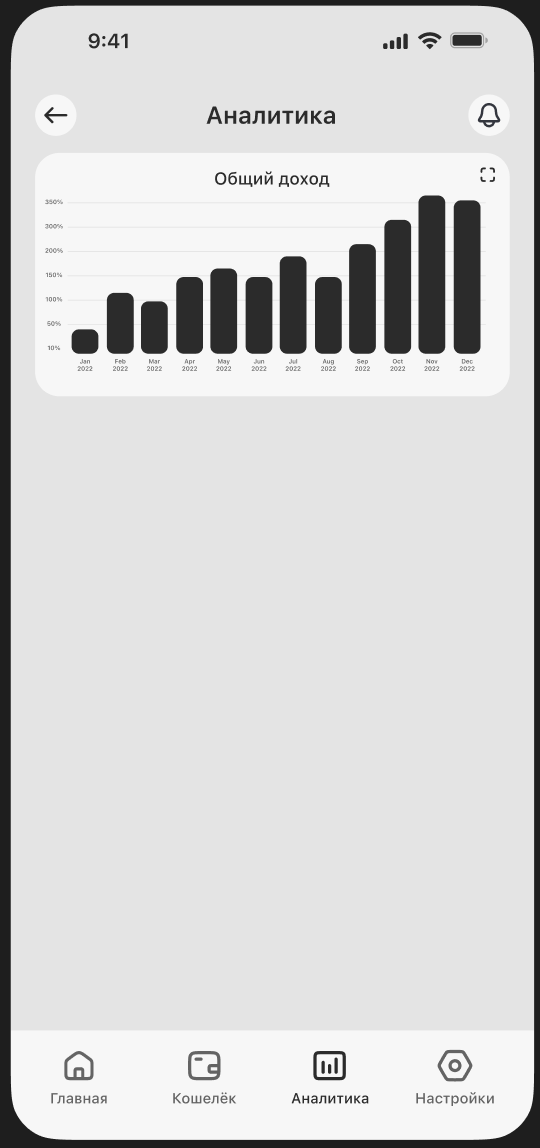 9:41
Аналитика
Общий доход
350%
300%
200%
150%
100%
50%
10%
Jan Feb Mar Apr May Jun Jul Aug Sep Oct Nov Dec
2022 2022 2022 2022 2022 2022 2022 2022 2022 2022 2022 2022
Главная Кошелёк Аналитика Настройки